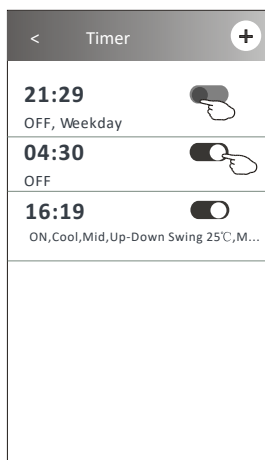 < Timer +
21:29
OFF, Weekday
04:30
OFF
16:19
ON,Cool,Mid,Up-Down Swing 25℃,M...